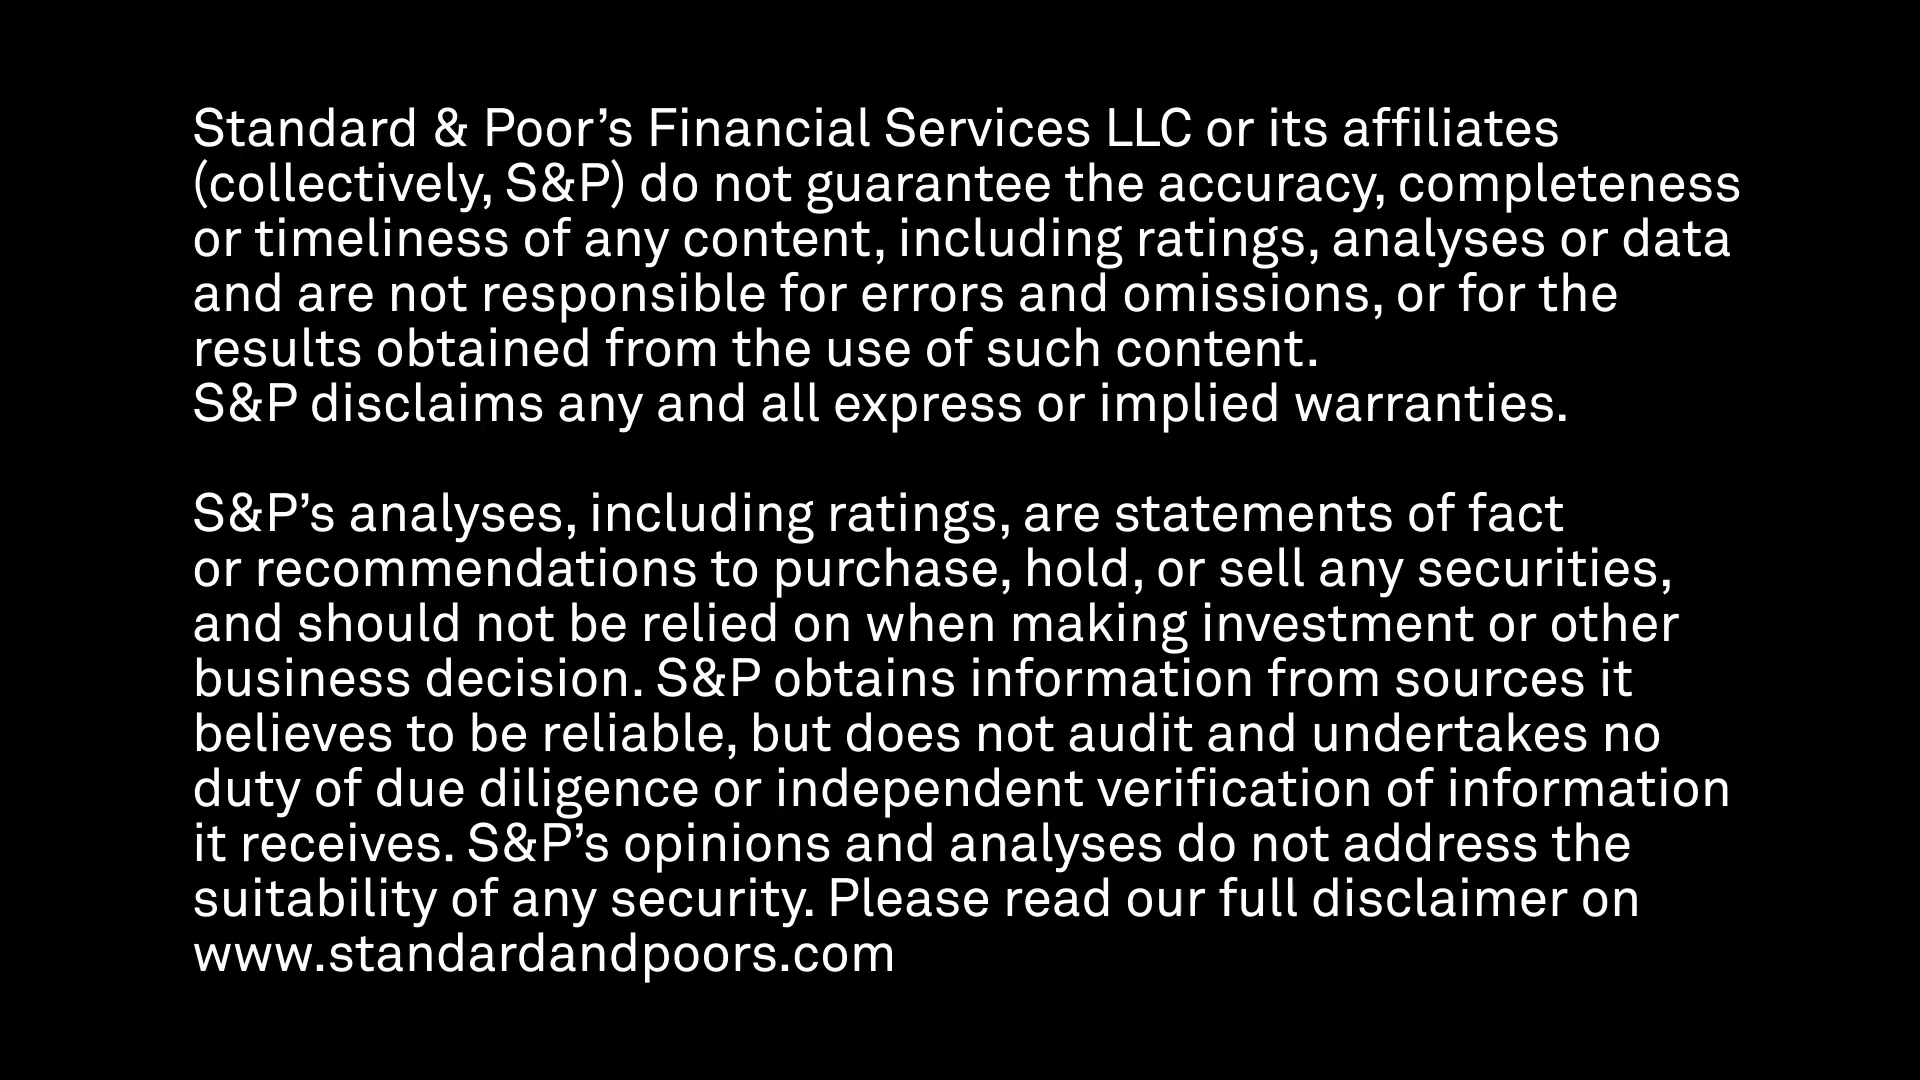 Standard & Poor’s Financial Services LLC or its affiliates
(collectively, S&P) do not guarantee the accuracy, completeness
or timeliness of any content, including ratings, analyses or data
and are not responsible for errors and omissions, or for the
results obtained from the use of such content.
S&P disclaims any and all express or implied warranties.
S&P’s analyses, including ratings, are statements of fact
or recommendations to purchase, hold, or sell any securities,
and should not be relied on when making investment or other
business decision. S&P obtains information from sources it
believes to be reliable, but does not audit and undertakes no
duty of due diligence or independent verification of information
it receives. S&P’s opinions and analyses do not address the
suitability of any security. Please read our full disclaimer on
www.standardandpoors.com